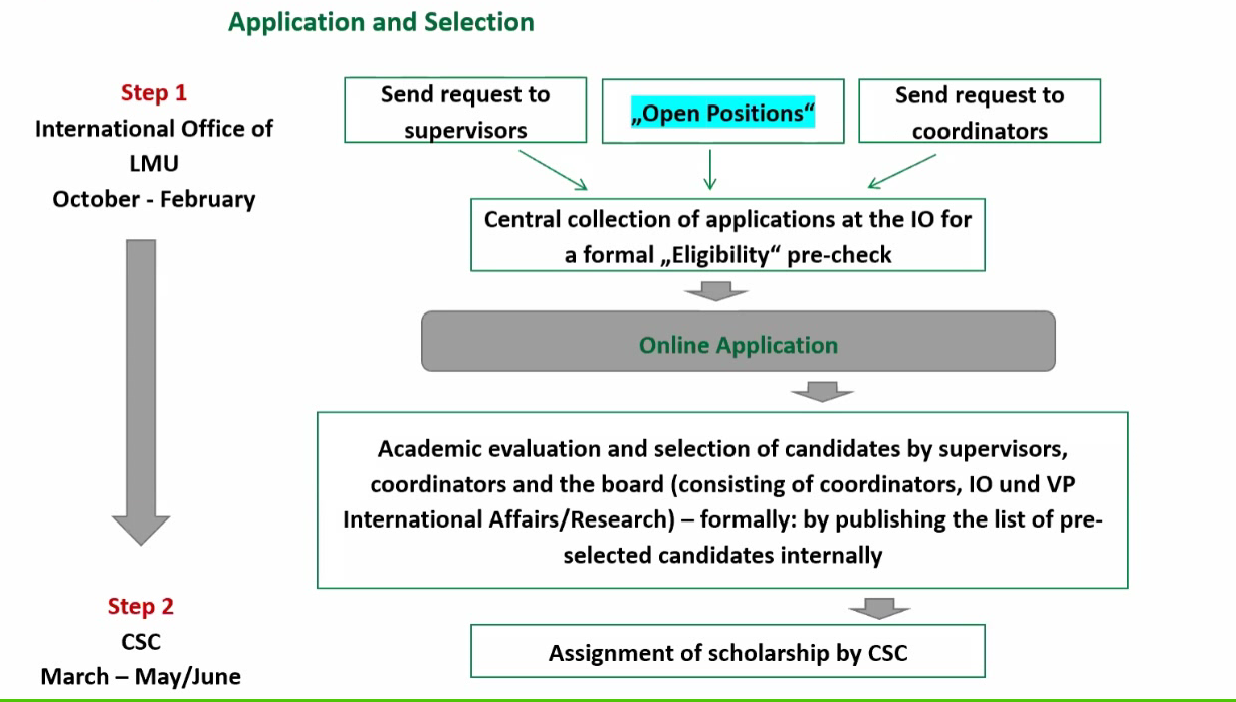 Application and Selection
Step 1
International Office of
LMU
October - February
Send request to
supervisors
„Open Positions“
Send request to
coordinators
Central collection of applications at the IO for
a formal „Eligibility“ pre-check
Online Application
Academic evaluation and selection of candidates by supervisors,
coordinators and the board (consisting of coordinators, IO und VP
International Affairs/Research) – formally: by publishing the list of pre-
selected candidates internally
Step 2
CSC
March – May/June
Assignment of scholarship by CSC